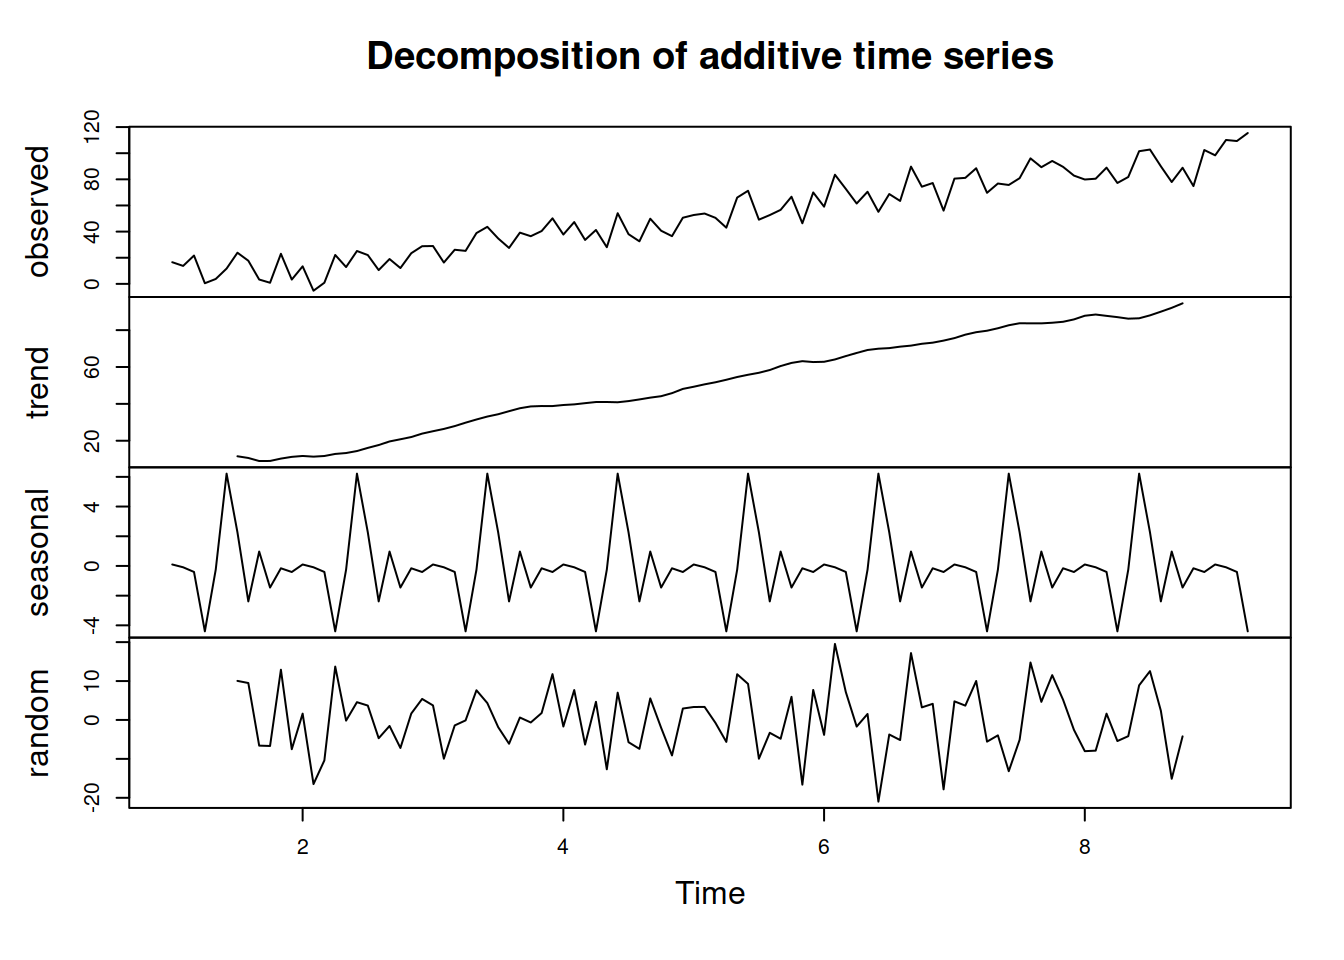 Decomposition of additive time series
observed
0 40 80 120
trend
20 60
seasonal
-4 0 4
random
-20 0 10
2 4 6 8
Time